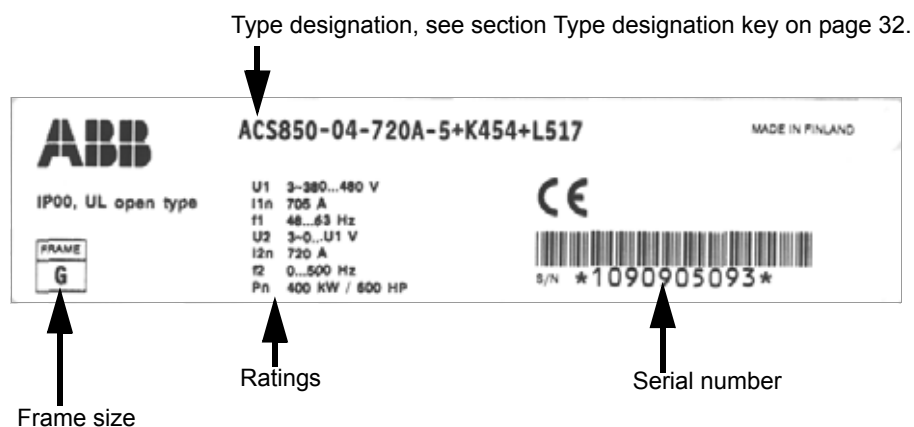 Type designation, see section Type designation key on page 32.
ABB
ACS850-04-720A-5+K454+L517
MADE IN FINLAND
IP00, UL open type
U1 3~380...480 V
I1n 705 A
f1 48...63 Hz
U2 3~0...U1 V
I2n 720 A
f2 0...500 Hz
Pn 400 kW / 600 HP
FRAME
G
CE
S/N *1090905093*
Ratings
Serial number
Frame size